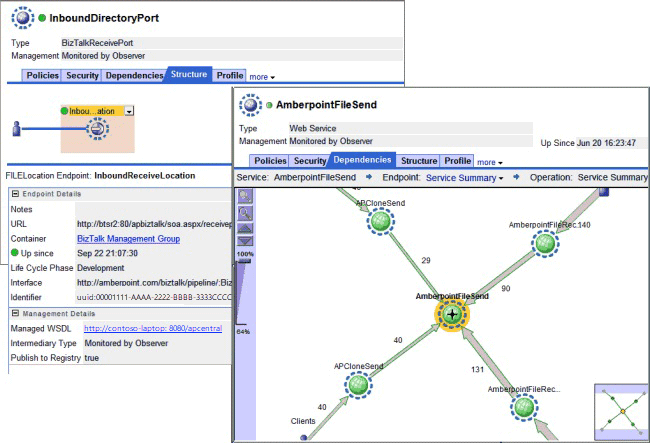 InboundDirectoryPort
Type BizTalkReceivePort
Management Monitored by Observer
Policies Security Dependencies Structure Profile more
Inbou...ation
FILELocation Endpoint: InboundReceiveLocation
Endpoint Details
Notes
URL http://btsr2:80/apbiztalk/soa.aspx/receivep
Container BizTalk Management Group
Up since Sep 22 21:07:30
Life Cycle Phase Development
Interface http://amberpoint.com/biztalk/pipeline/:Biz
Identifier uuid:00001111-AAAA-2222-BBBB-3333CCCC
Management Details
Managed WSDL http://contoso-laptop:8080/apcentral
Intermediary Type Monitored by Observer
Publish to Registry true
AmberpointFileSend
Type Web Service
Management Monitored by Observer
Up Since Jun 20 16:23:47
Policies Security Dependencies Structure Profile more
Service: AmberpointFileSend Endpoint: Service Summary Operation: Service Summary
APCloneSend
AmberpointFileRec.140
29
100%
90
AmberpointFileSend
64%
40
APCloneSend
131
AmberpointFileRec...
40
Clients